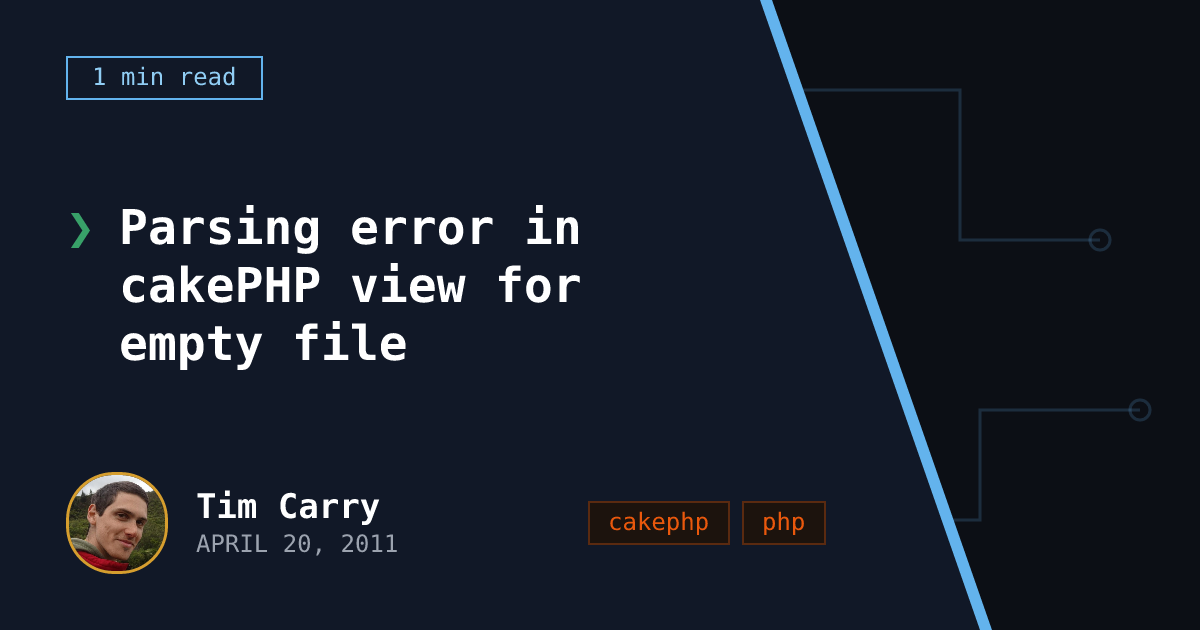 1 min read
❯ Parsing error in
cakePHP view for
empty file
Tim Carry
APRIL 20, 2011
cakephp
php